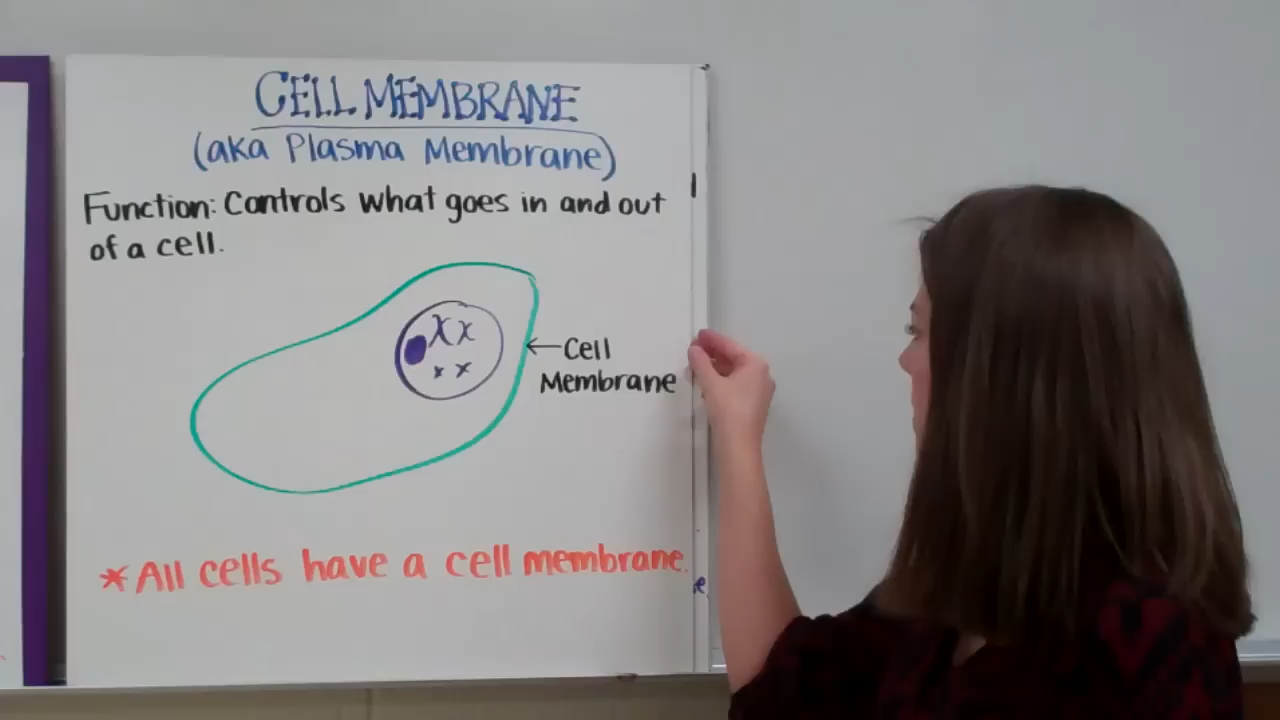 CELL MEMBRANE
(aka Plasma Membrane)
Function: Controls what goes in and out
of a cell.
←Cell
Membrane
*All cells have a cell membrane.